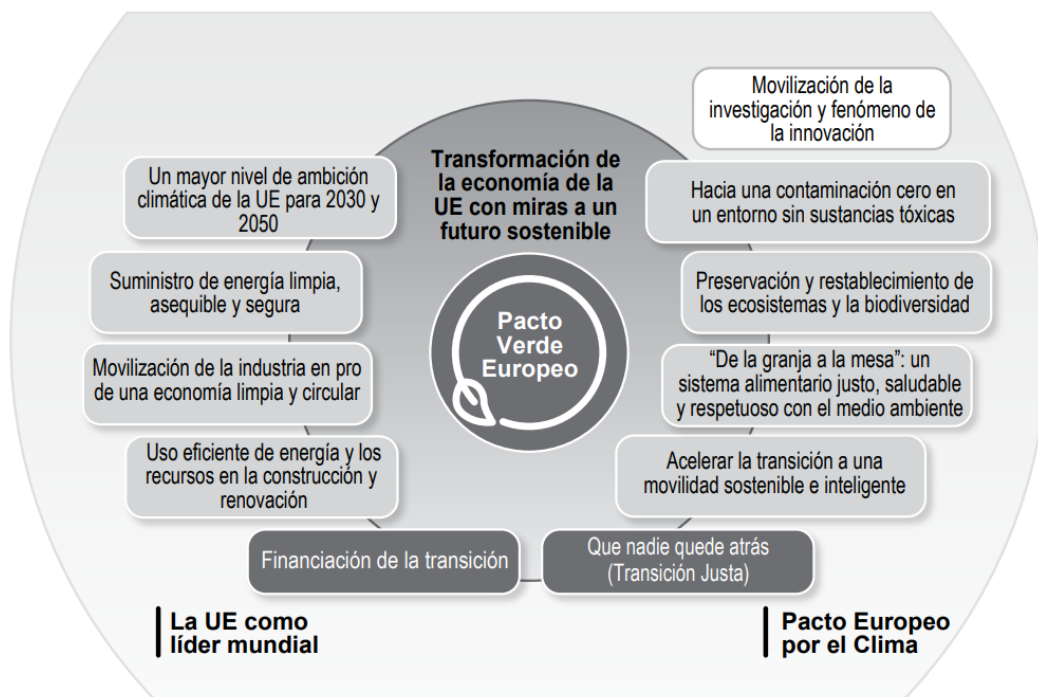 Movilización de la
investigación y fenómeno de
la innovación
Transformación de
la economía de la
UE con miras a un
futuro sostenible
Un mayor nivel de ambición
climática de la UE para 2030 y
2050
Hacia una contaminación cero en
un entorno sin sustancias tóxicas
Suministro de energía limpia,
asequible y segura
Preservación y restablecimiento de
los ecosistemas y la biodiversidad
Pacto
Verde
Europeo
Movilización de la industria en pro
de una economía limpia y circular
“De la granja a la mesa”: un
sistema alimentario justo, saludable
y respetuoso con el medio ambiente
Uso eficiente de energía y los
recursos en la construcción y
renovación
Acelerar la transición a una
movilidad sostenible e inteligente
Financiación de la transición
Que nadie quede atrás
(Transición Justa)
La UE como
líder mundial
Pacto Europeo
por el Clima